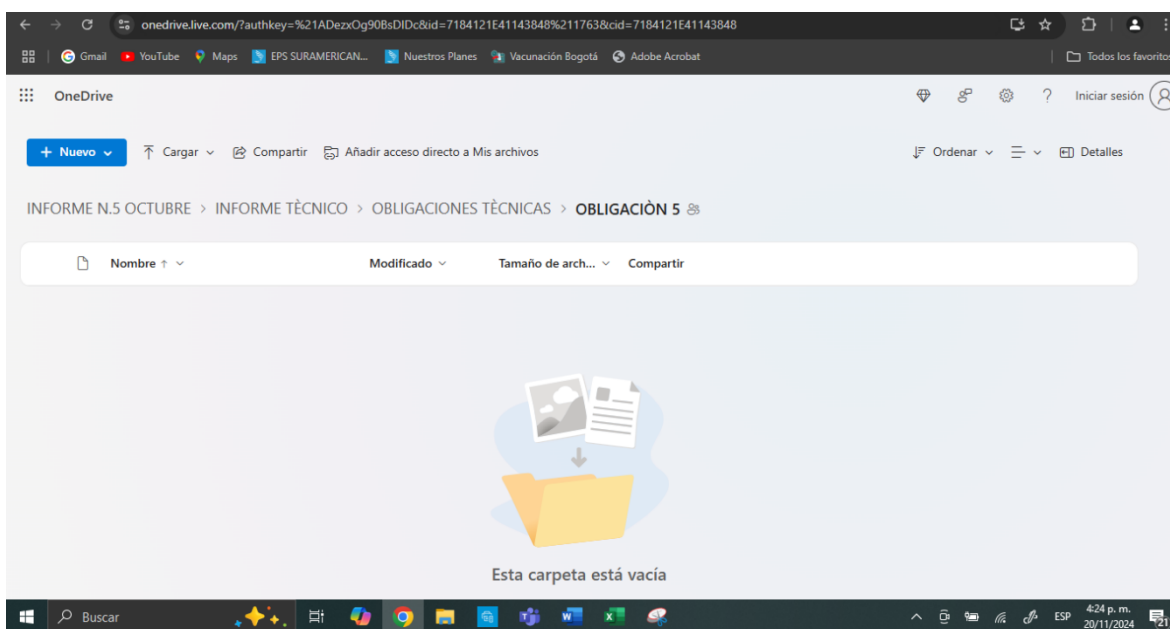 onedrive.live.com/?authkey=%21ADezxOg90BsDIDc&id=7184121E41143848%211763&cid=7184121E41143848
Gmail YouTube Maps EPS SURAMERICAN... Nuestros Planes Vacunación Bogotá Adobe Acrobat Todos los favoritos
OneDrive ? Iniciar sesión
+ Nuevo Cargar Compartir Añadir acceso directo a Mis archivos Ordenar Detalles
INFORME N.5 OCTUBRE > INFORME TÈCNICO > OBLIGACIONES TÈCNICAS > OBLIGACIÒN 5
Nombre ↑ Modificado Tamaño de arch... Compartir
Esta carpeta está vacía
Buscar ESP 4:24 p. m.
20/11/2024 21